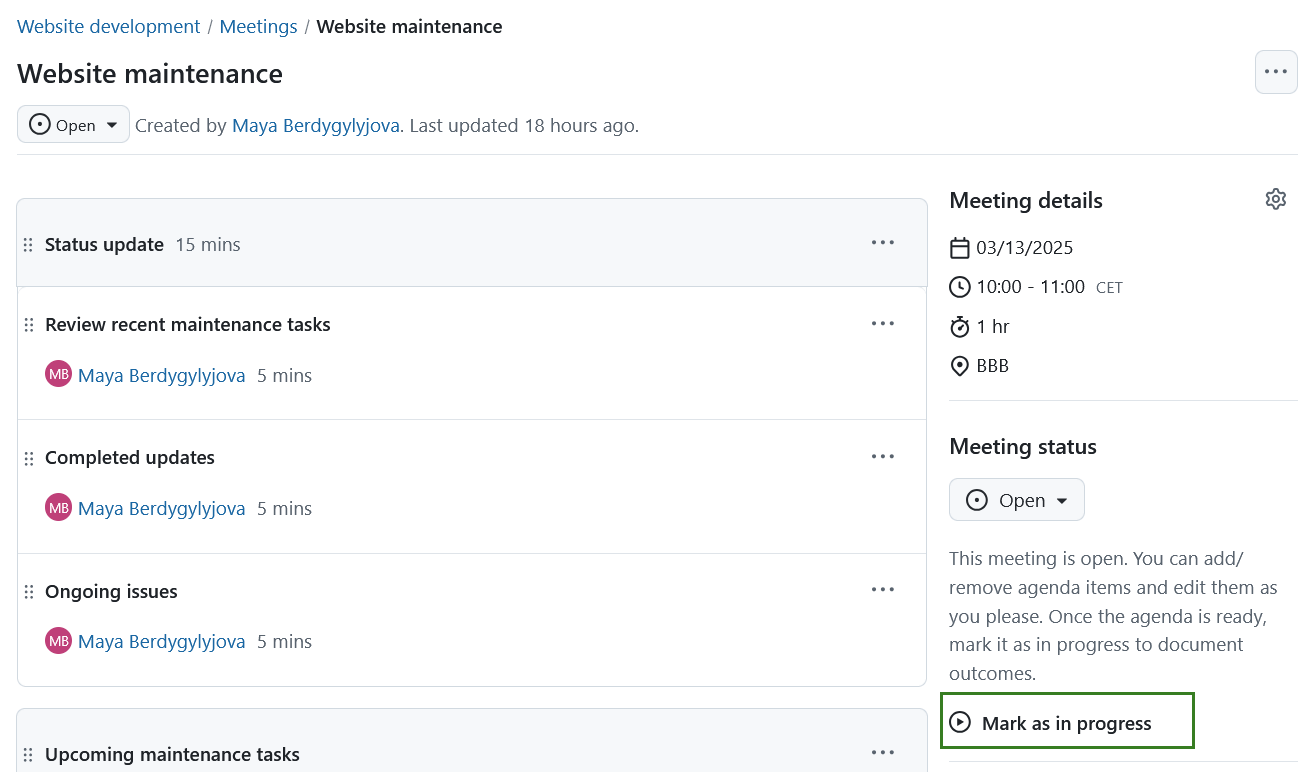 Website development / Meetings / Website maintenance
Website maintenance
Open Created by Maya Berdygylyjova. Last updated 18 hours ago.
Status update 15 mins
Review recent maintenance tasks
MB Maya Berdygylyjova 5 mins
Completed updates
MB Maya Berdygylyjova 5 mins
Ongoing issues
MB Maya Berdygylyjova 5 mins
Upcoming maintenance tasks
Meeting details
03/13/2025
10:00 - 11:00 CET
1 hr
BBB
Meeting status
Open
This meeting is open. You can add/
remove agenda items and edit them as
you please. Once the agenda is ready,
mark it as in progress to document
outcomes.
Mark as in progress